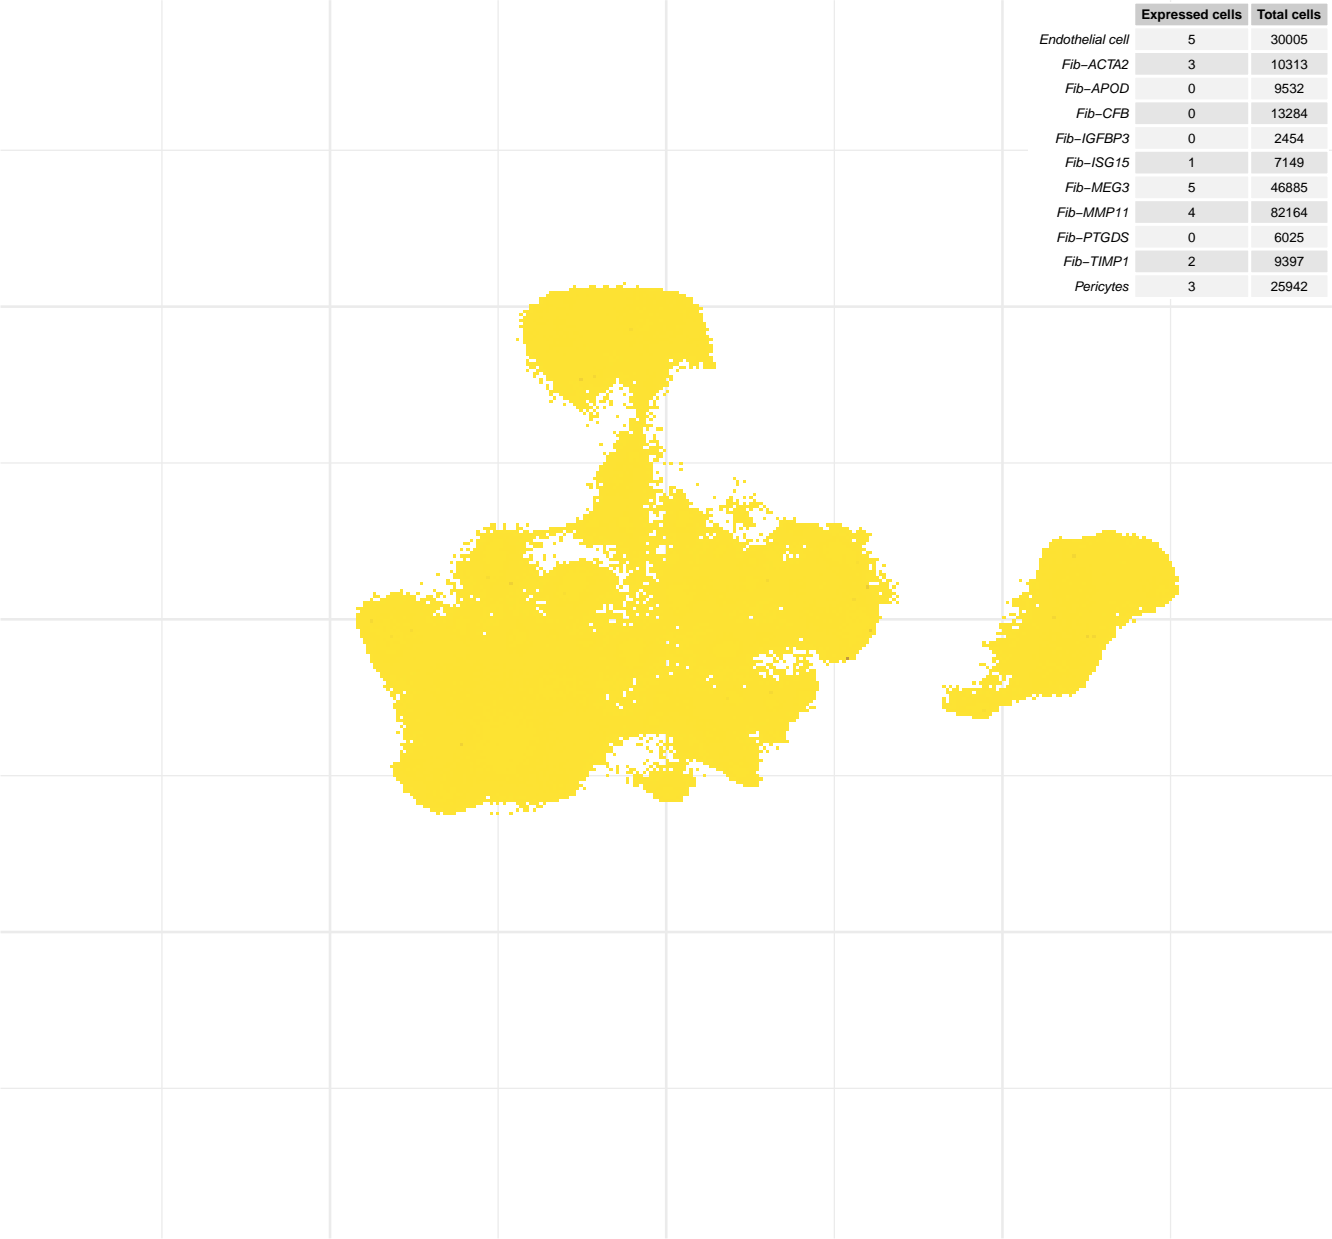 Expressed cells Total cells
Endothelial cell 5 30005
Fib−ACTA2 3 10313
Fib−APOD 0 9532
Fib−CFB 0 13284
Fib−IGFBP3 0 2454
Fib−ISG15 1 7149
Fib−MEG3 5 46885
Fib−MMP11 4 82164
Fib−PTGDS 0 6025
Fib−TIMP1 2 9397
Pericytes 3 25942